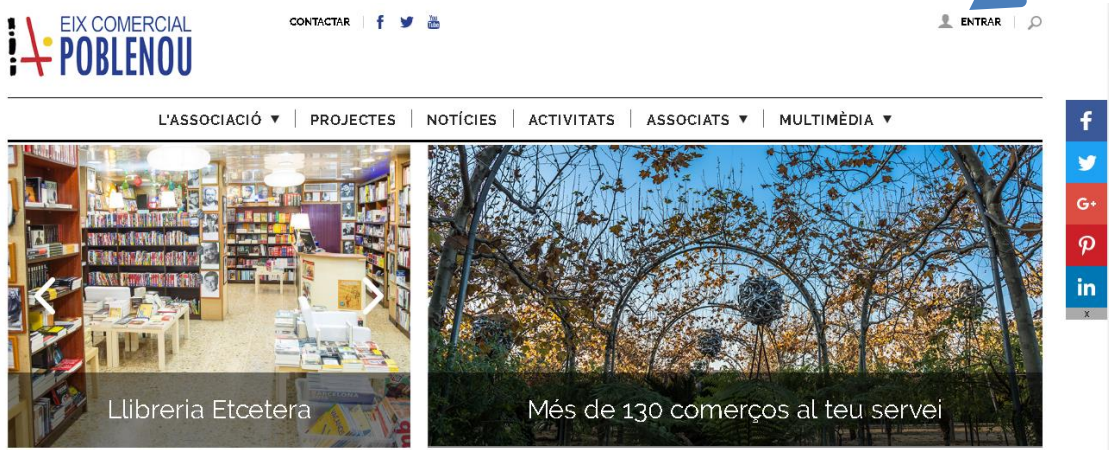 EIX COMERCIAL
POBLENOU
CONTACTAR
ENTRAR
L'ASSOCIACIÓ ▼ | PROJECTES | NOTÍCIES | ACTIVITATS | ASSOCIATS ▼ | MULTIMÈDIA ▼
Llibreria Etcetera
Més de 130 comerços al teu servei
G+
in
x